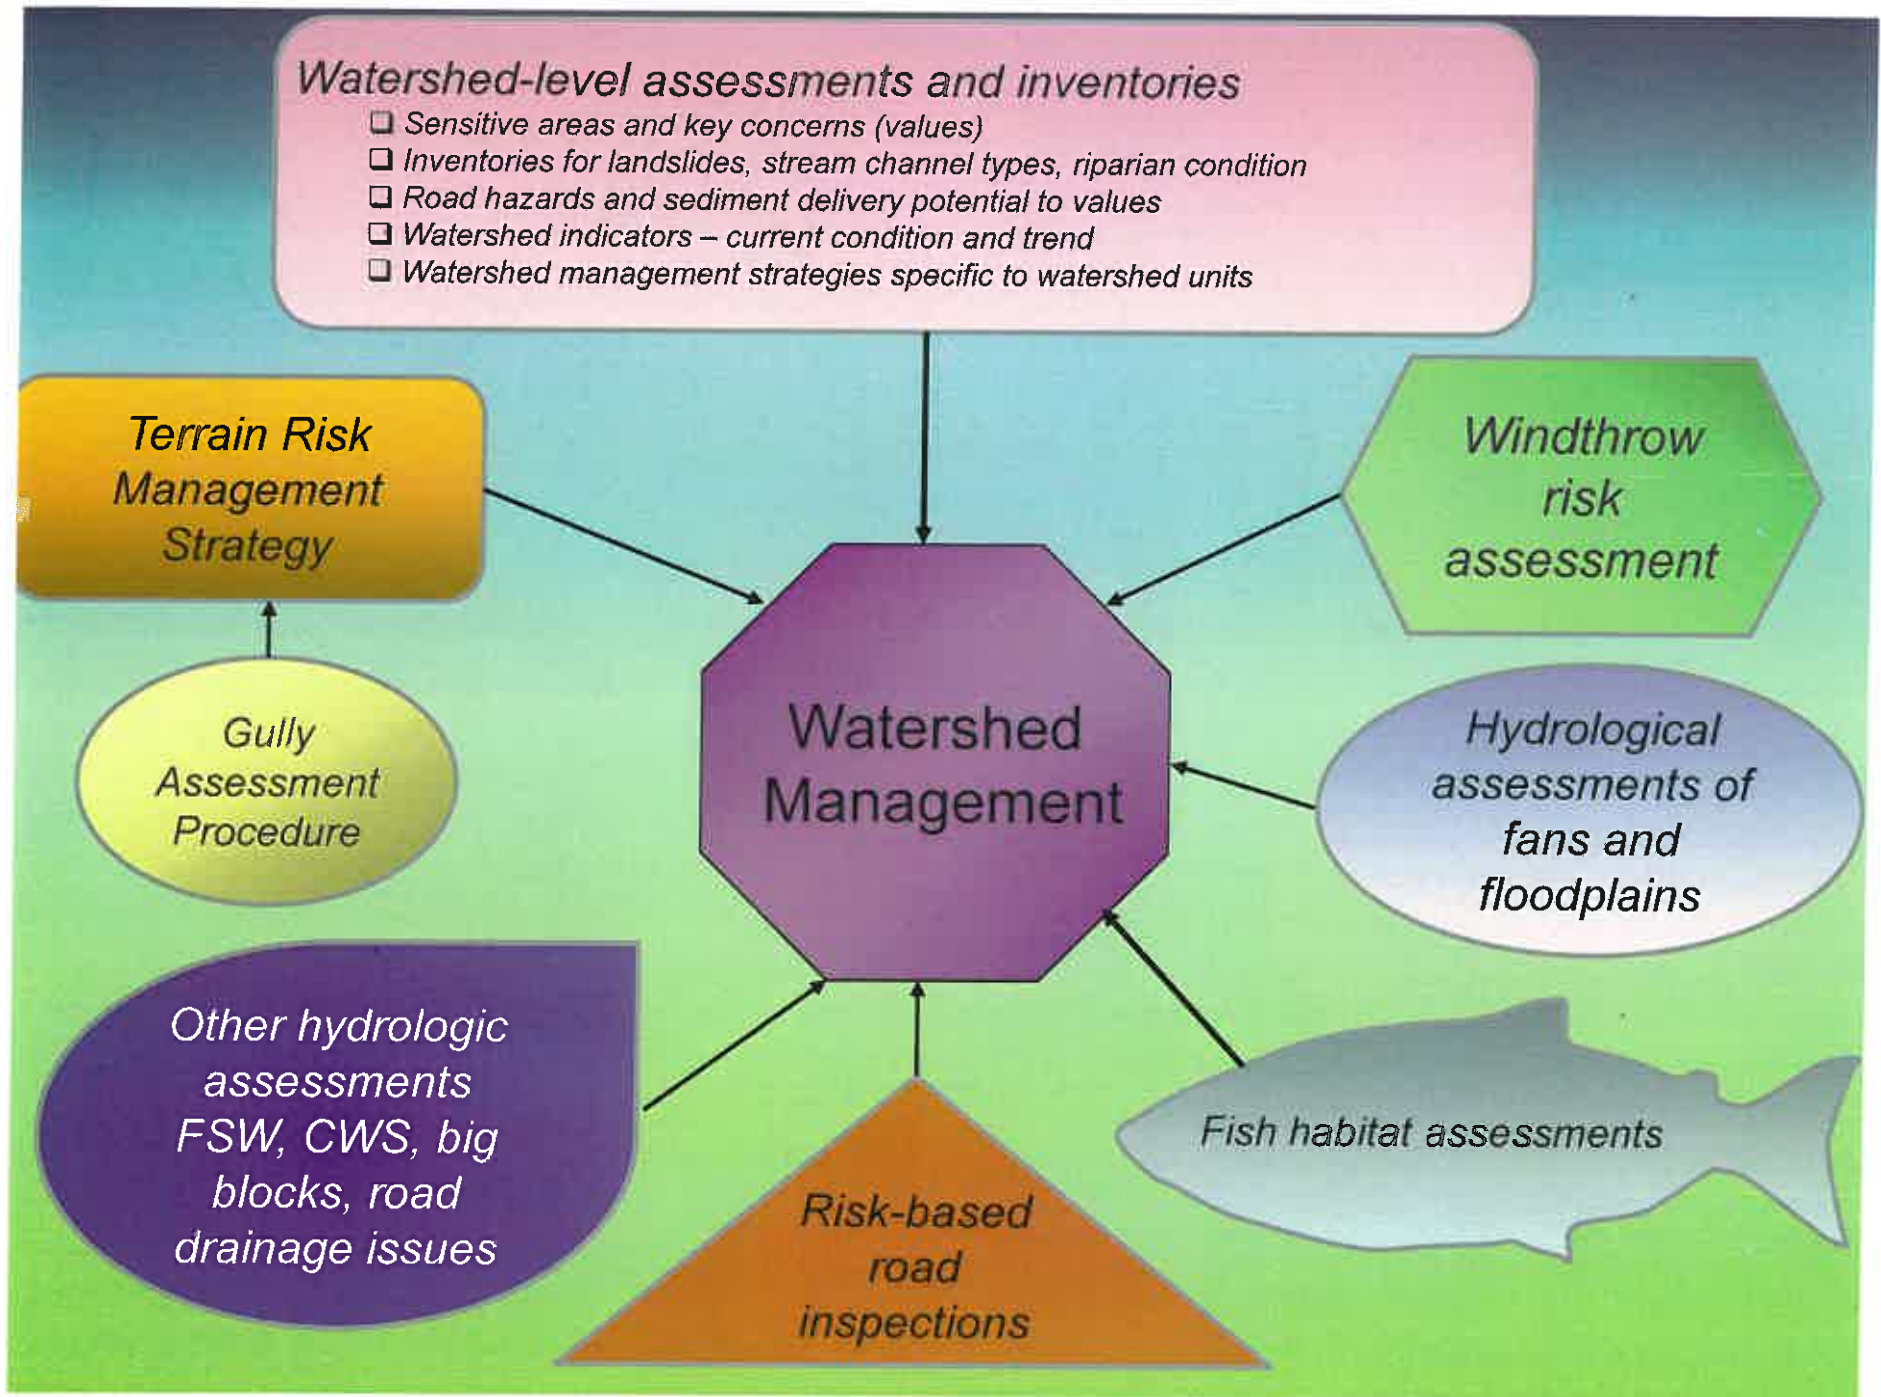 Watershed-level assessments and inventories
❑ Sensitive areas and key concerns (values)
❑ Inventories for landslides, stream channel types, riparian condition
❑ Road hazards and sediment delivery potential to values
❑ Watershed indicators – current condition and trend
❑ Watershed management strategies specific to watershed units
Terrain Risk
Management
Strategy
Windthrow
risk
assessment
Gully
Assessment
Procedure
Watershed
Management
Hydrological
assessments of
fans and
floodplains
Other hydrologic
assessments
FSW, CWS, big
blocks, road
drainage issues
Risk-based
road
inspections
Fish habitat assessments